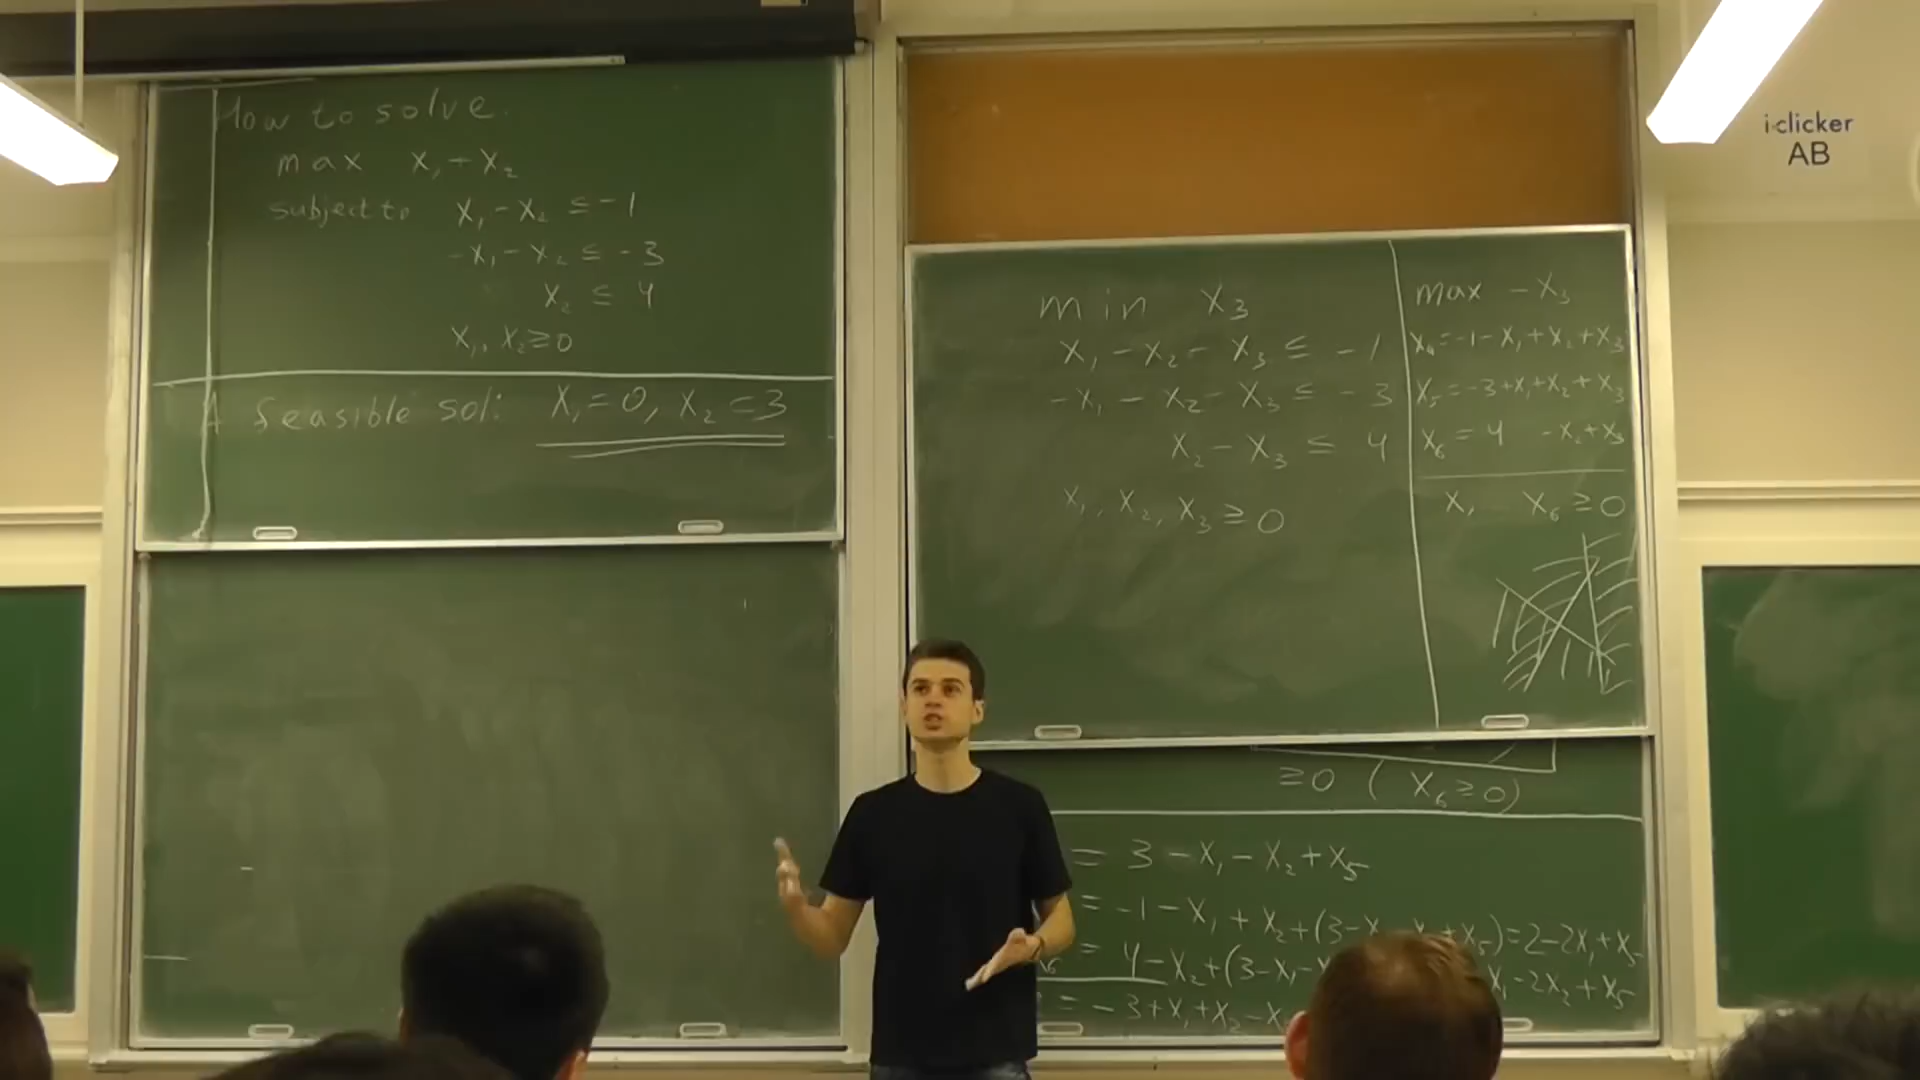 How to solve.
max x₁ + x₂
subject to x₁ - x₂ ≤ -1
-x₁ - x₂ ≤ -3
x₂ ≤ 4
x₁, x₂ ≥ 0
A feasible sol: x₁ = 0, x₂ = 3
min x₃
x₁ - x₂ - x₃ ≤ -1
-x₁ - x₂ - x₃ ≤ -3
x₂ - x₃ ≤ 4
x₁, x₂, x₃ ≥ 0
max -x₃
x₄ = -1 - x₁ + x₂ + x₃
x₅ = -3 + x₁ + x₂ + x₃
x₆ = 4 - x₂ + x₃
x₁ x₆ ≥ 0
≥ 0 ( x₆ ≥ 0)
= 3 - x₁ - x₂ + x₅
= -1 - x₁ + x₂ + (3 - x₁ - x₂ + x₅) = 2 - 2x₁ + x₅
= 4 - x₂ + (3 - x₁ - x₁ - 2x₂ + x₅
= -3 + x₁ + x₂ - x₅
i·clicker
AB